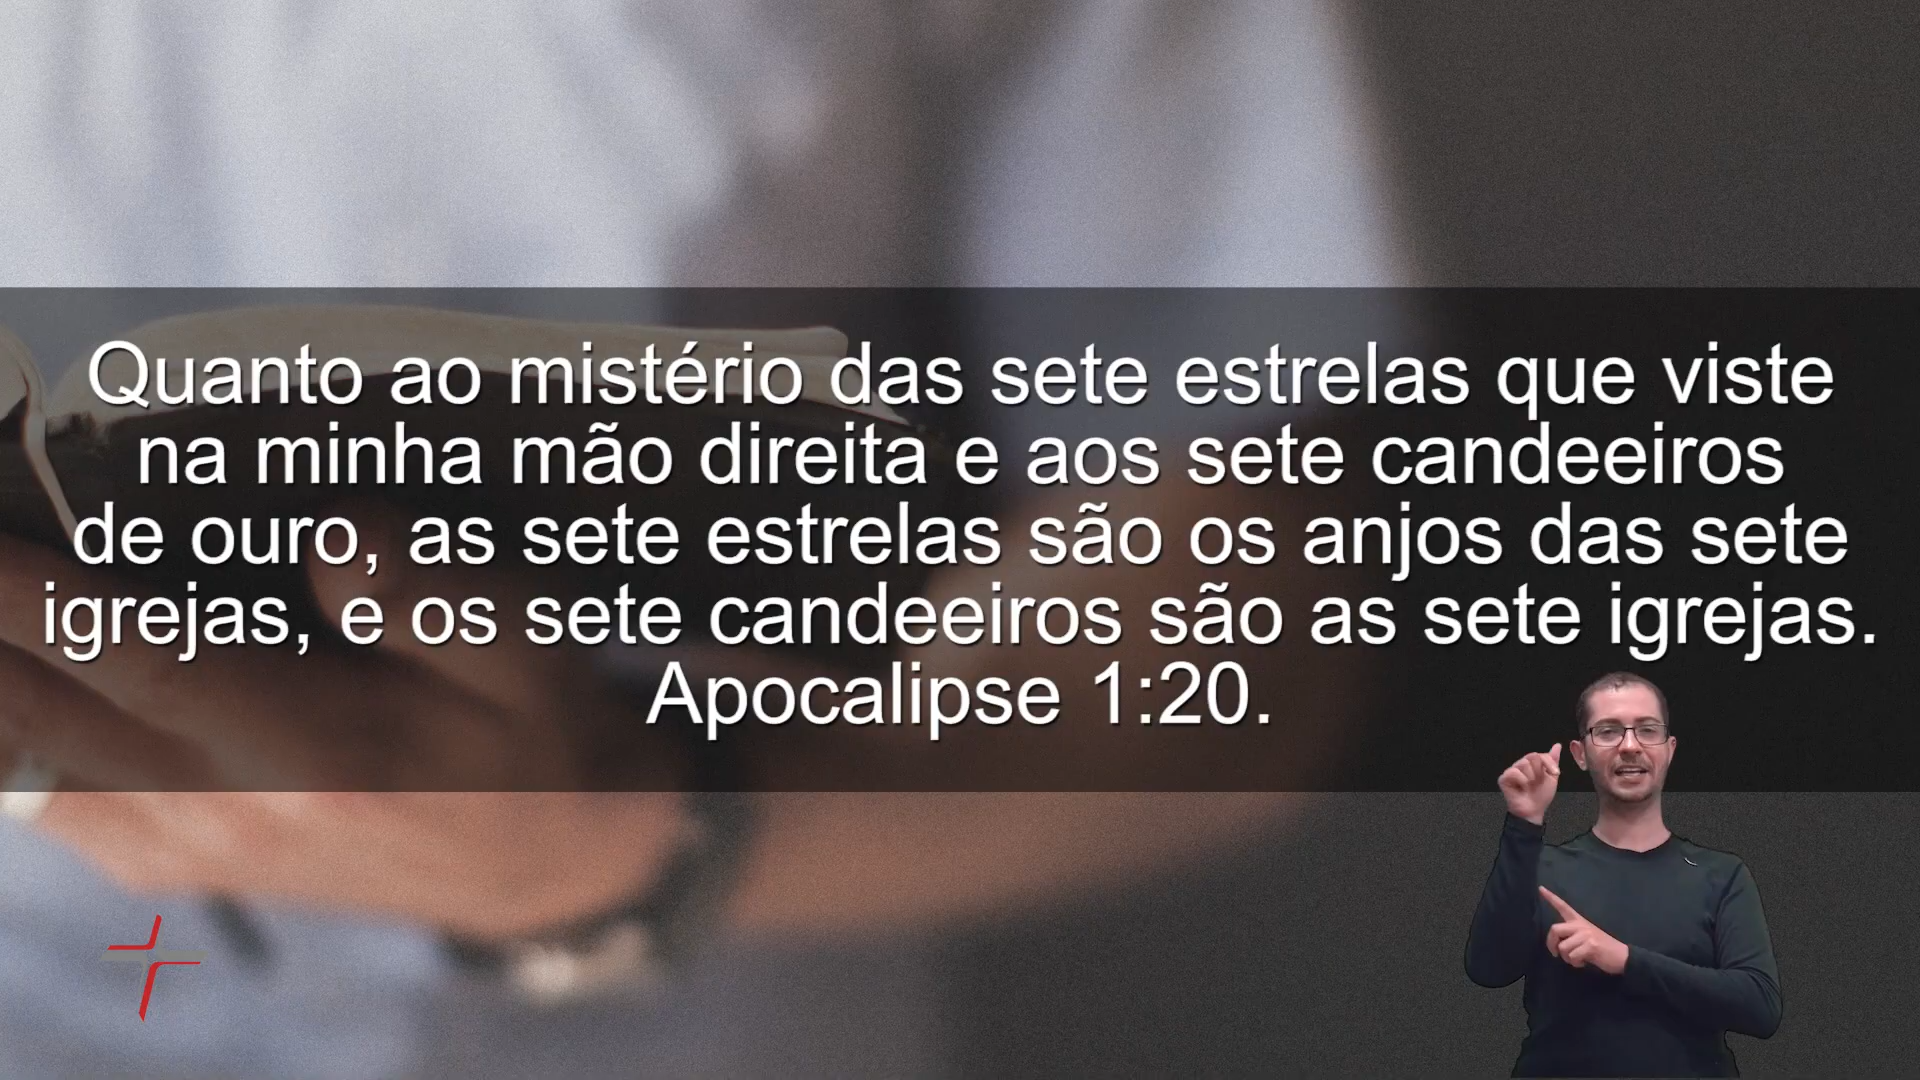 Quanto ao mistério das sete estrelas que viste
na minha mão direita e aos sete candeeiros
de ouro, as sete estrelas são os anjos das sete
igrejas, e os sete candeeiros são as sete igrejas.
Apocalipse 1:20.